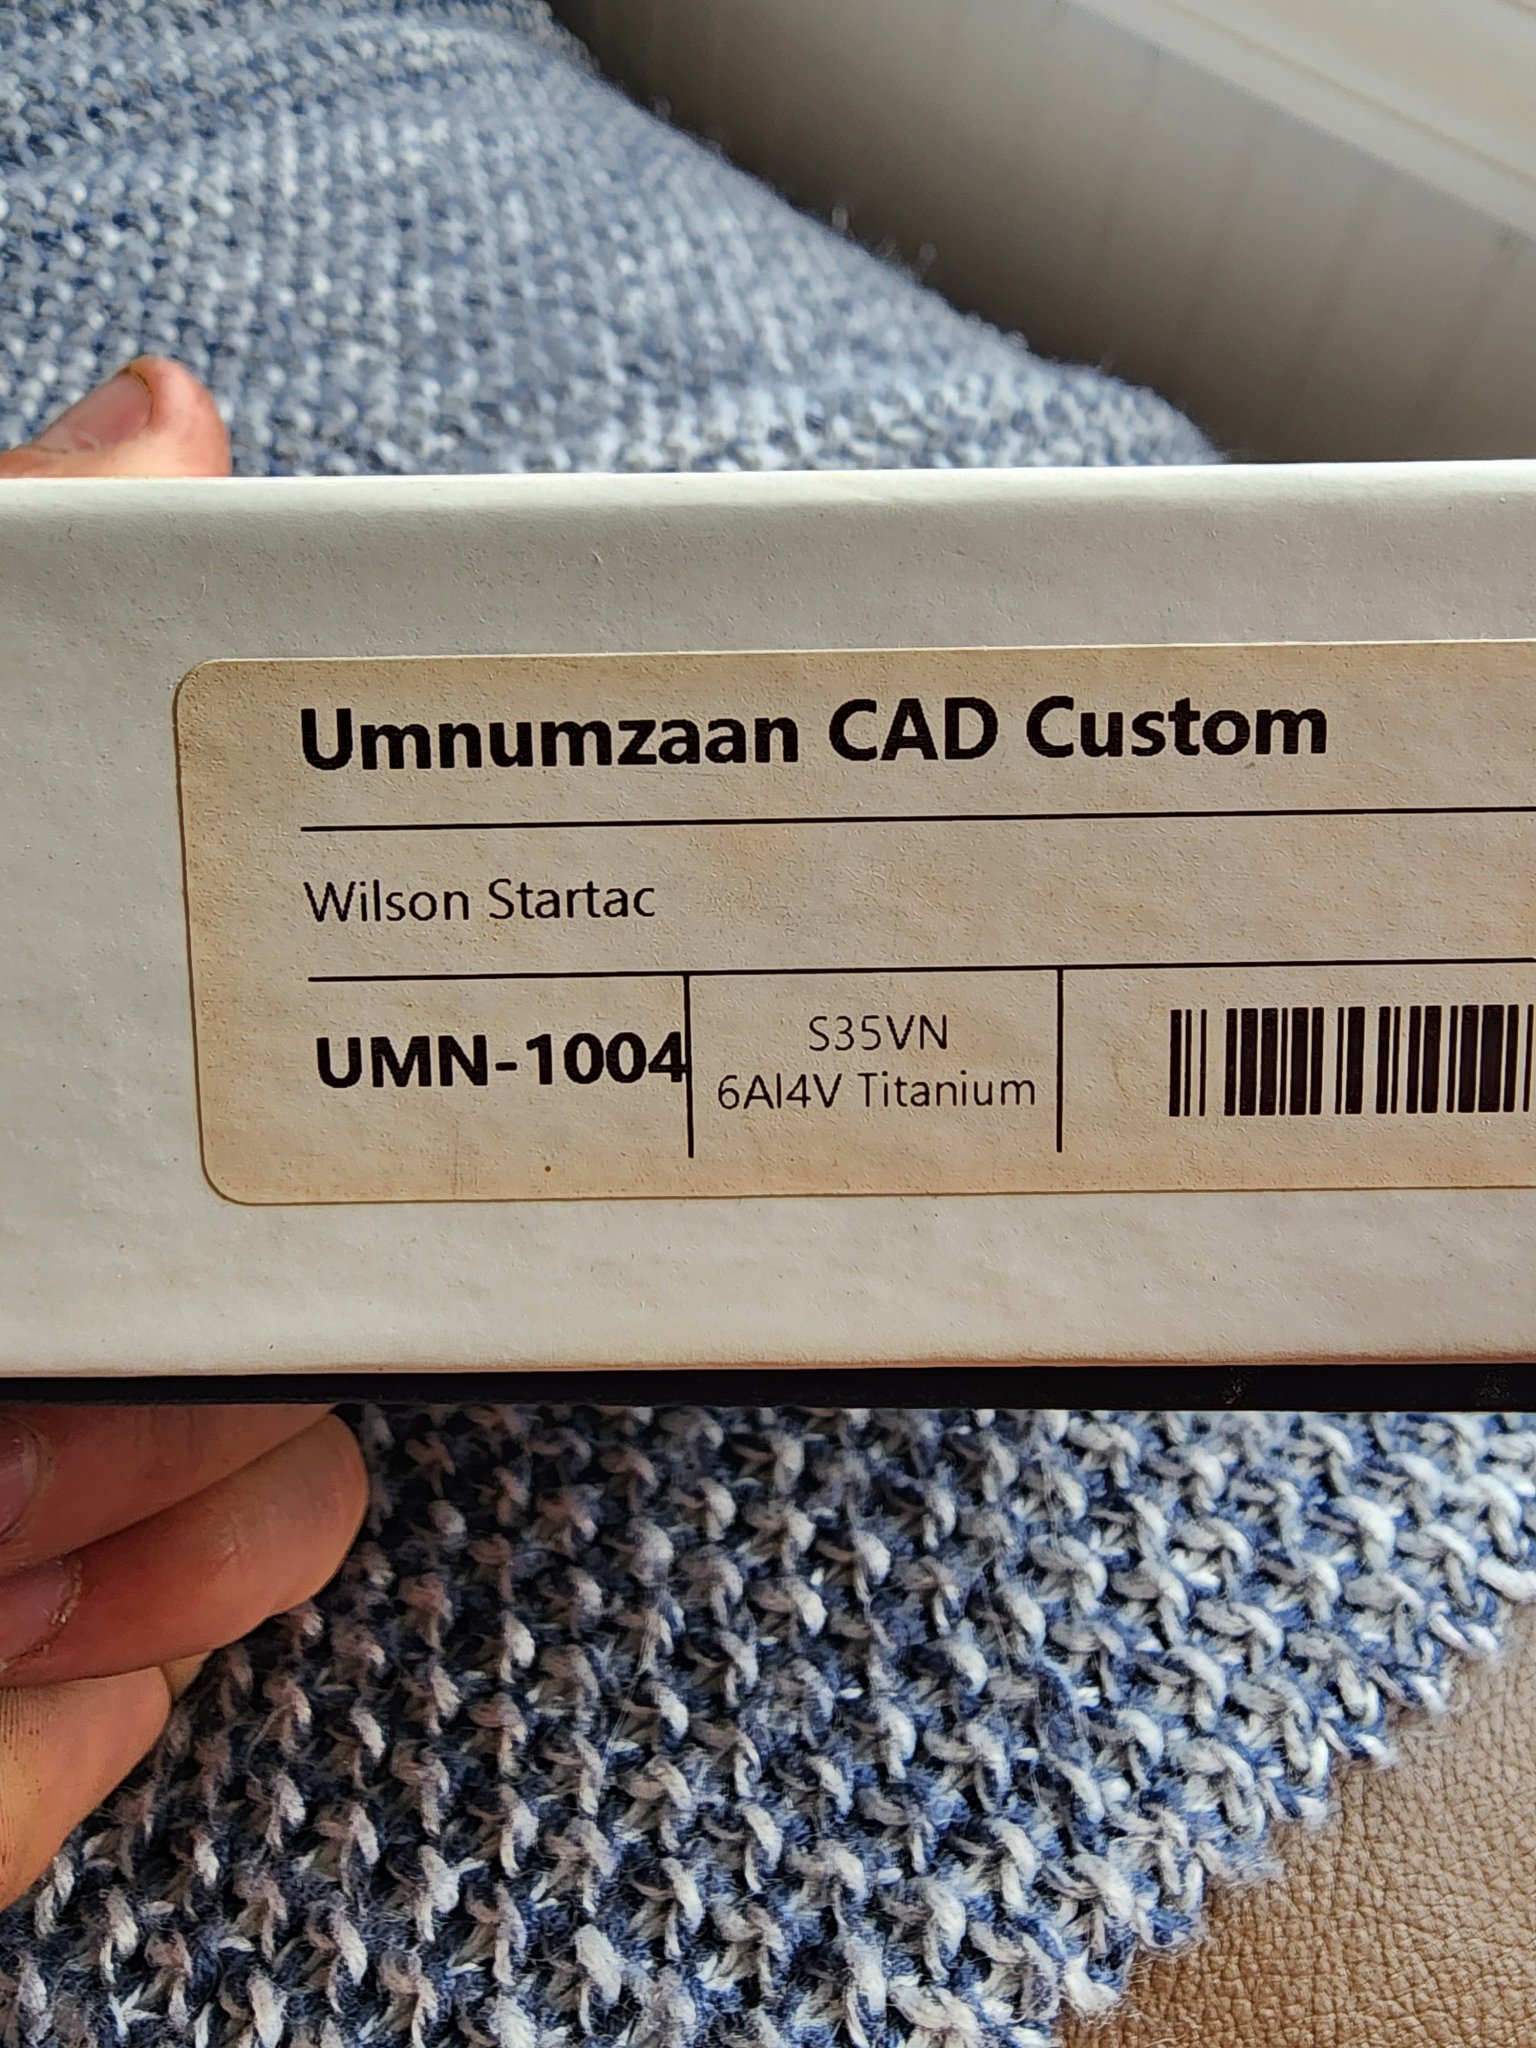 Umnumzaan CAD Custom
Wilson Startac
UMN-1004
S35VN
6Al4V Titanium